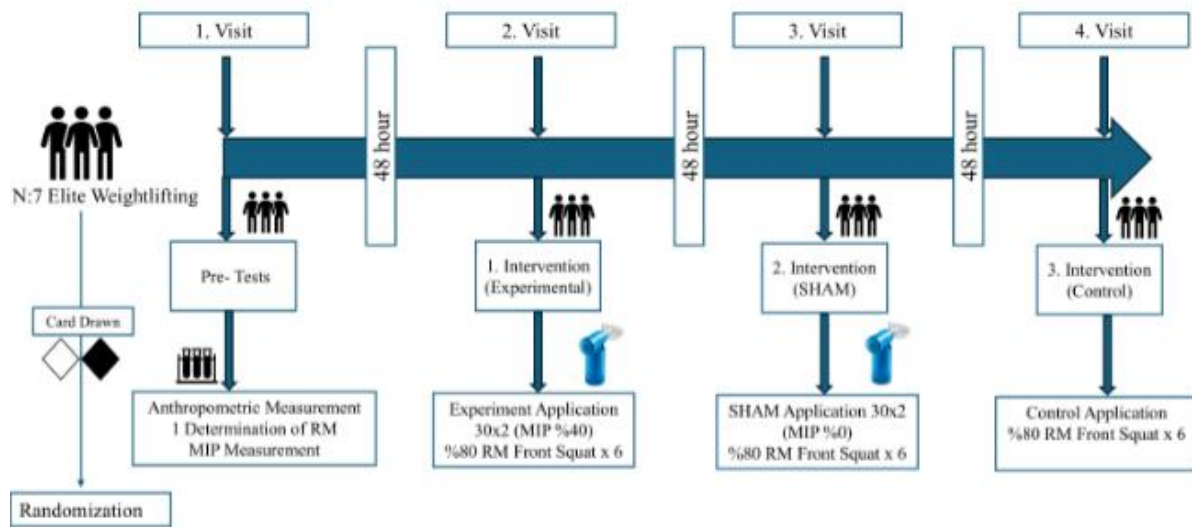 1. Visit
2. Visit
3. Visit
4. Visit
48 hour
48 hour
48 hour
N:7 Elite Weightlifting
Card Drawn
Randomization
Pre- Tests
1. Intervention
(Experimental)
2. Intervention
(SHAM)
3. Intervention
(Control)
Anthropometric Measurement
1 Determination of RM
MIP Measurement
Experiment Application
30x2 (MIP %40)
%80 RM Front Squat x 6
SHAM Application 30x2
(MIP %0)
%80 RM Front Squat x 6
Control Application
%80 RM Front Squat x 6